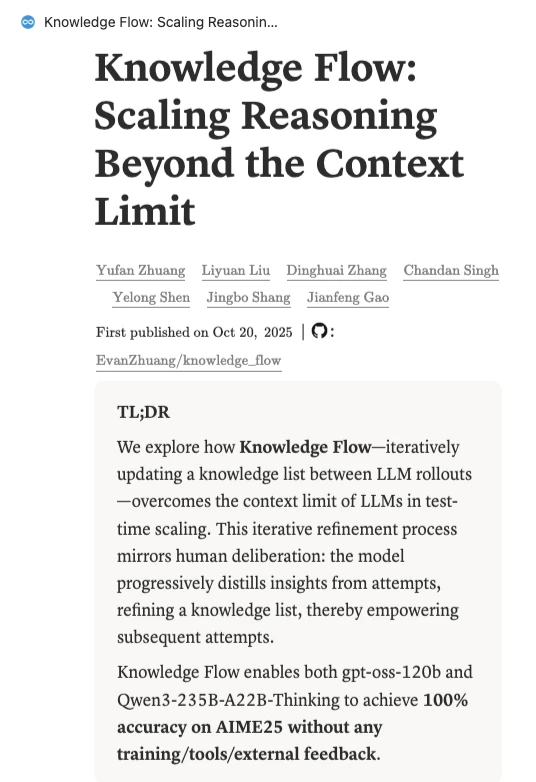 Knowledge Flow: Scaling Reasonin...
Knowledge Flow:
Scaling Reasoning
Beyond the Context
Limit
Yufan Zhuang Liyuan Liu Dinghuai Zhang Chandan Singh
Yelong Shen Jingbo Shang Jianfeng Gao
First published on Oct 20, 2025 | :
EvanZhuang/knowledge_flow
TL;DR
We explore how Knowledge Flow—iteratively
updating a knowledge list between LLM rollouts
—overcomes the context limit of LLMs in test-
time scaling. This iterative refinement process
mirrors human deliberation: the model
progressively distills insights from attempts,
refining a knowledge list, thereby empowering
subsequent attempts.
Knowledge Flow enables both gpt-oss-120b and
Qwen3-235B-A22B-Thinking to achieve 100%
accuracy on AIME25 without any
training/tools/external feedback.